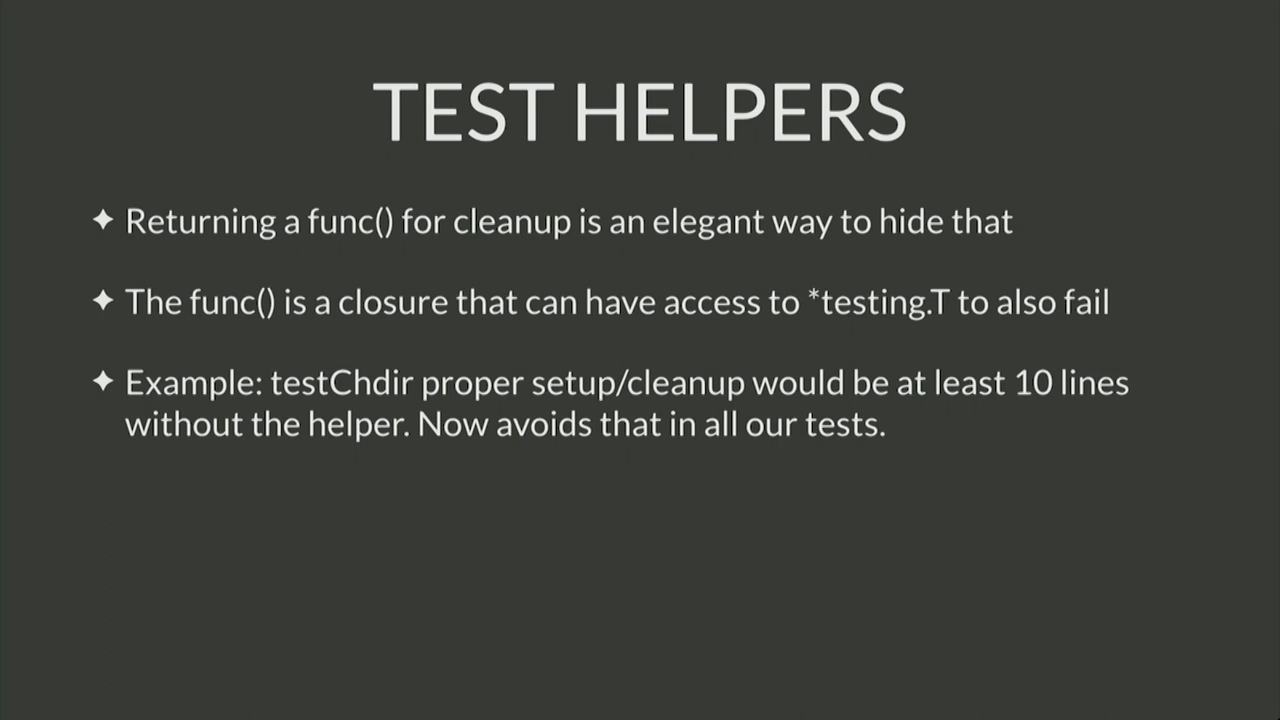 TEST HELPERS
✦ Returning a func() for cleanup is an elegant way to hide that
✦ The func() is a closure that can have access to *testing.T to also fail
✦ Example: testChdir proper setup/cleanup would be at least 10 lines
without the helper. Now avoids that in all our tests.